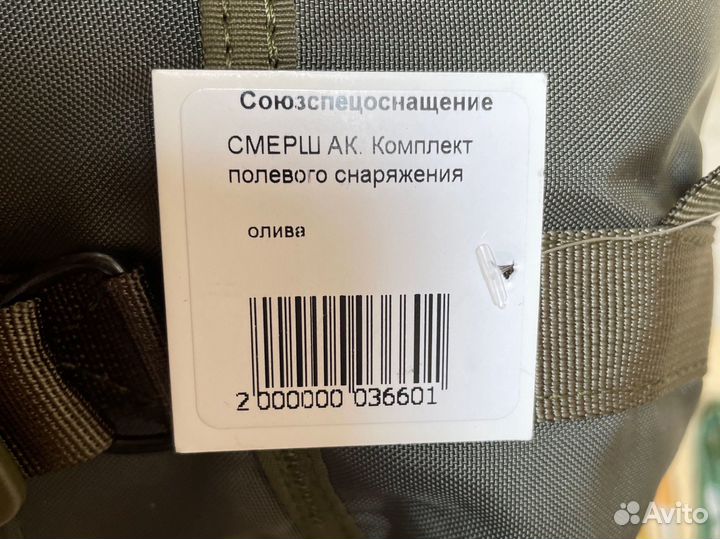 Союзспецоснащение
СМЕРШ АК. Комплект
полевого снаряжения
олива
2 000000 036601
Avito